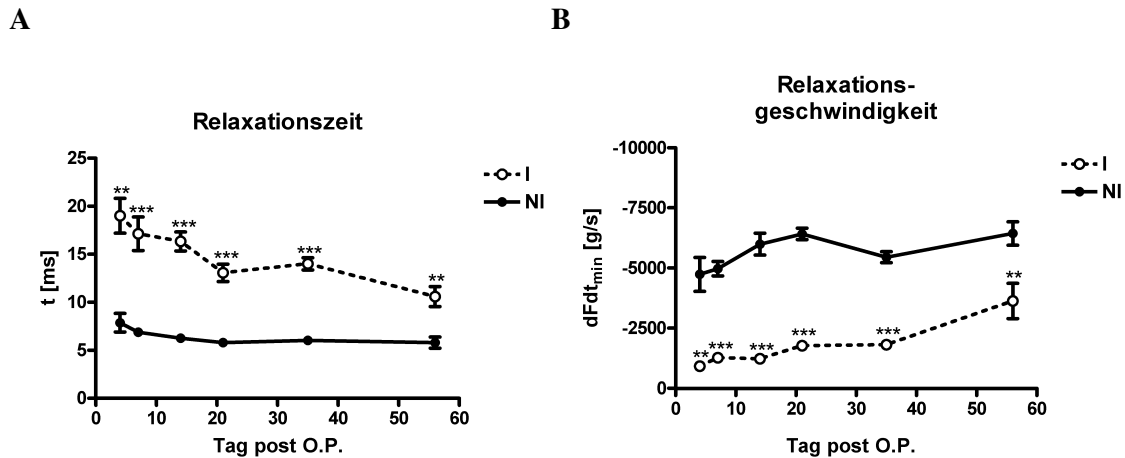 A
Relaxationszeit
25
20
15
10
5
0
t [ms]
** *** *** *** *** **
0 10 20 30 40 50 60
Tag post O.P.
I
NI
B
Relaxations-
geschwindigkeit
-10000
-7500
-5000
-2500
0
dFdtmin [g/s]
** *** *** *** *** **
0 10 20 30 40 50 60
Tag post O.P.
I
NI